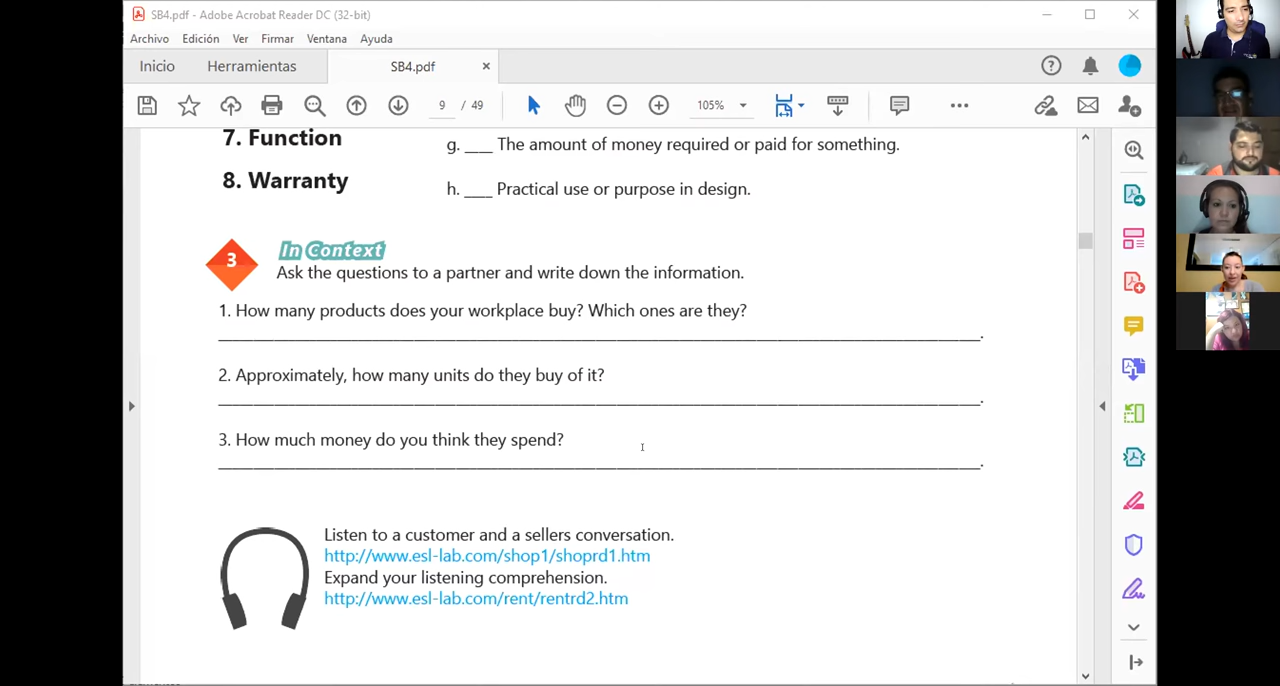 SB4.pdf - Adobe Acrobat Reader DC (32-bit)
Archivo Edición Ver Firmar Ventana Ayuda
Inicio Herramientas SB4.pdf
9 / 49 105%
7. Function
g. ___ The amount of money required or paid for something.
8. Warranty
h. ___ Practical use or purpose in design.
3
In Context
Ask the questions to a partner and write down the information.
1. How many products does your workplace buy? Which ones are they?
2. Approximately, how many units do they buy of it?
3. How much money do you think they spend?
Listen to a customer and a sellers conversation.
http://www.esl-lab.com/shop1/shoprd1.htm
Expand your listening comprehension.
http://www.esl-lab.com/rent/rentrd2.htm